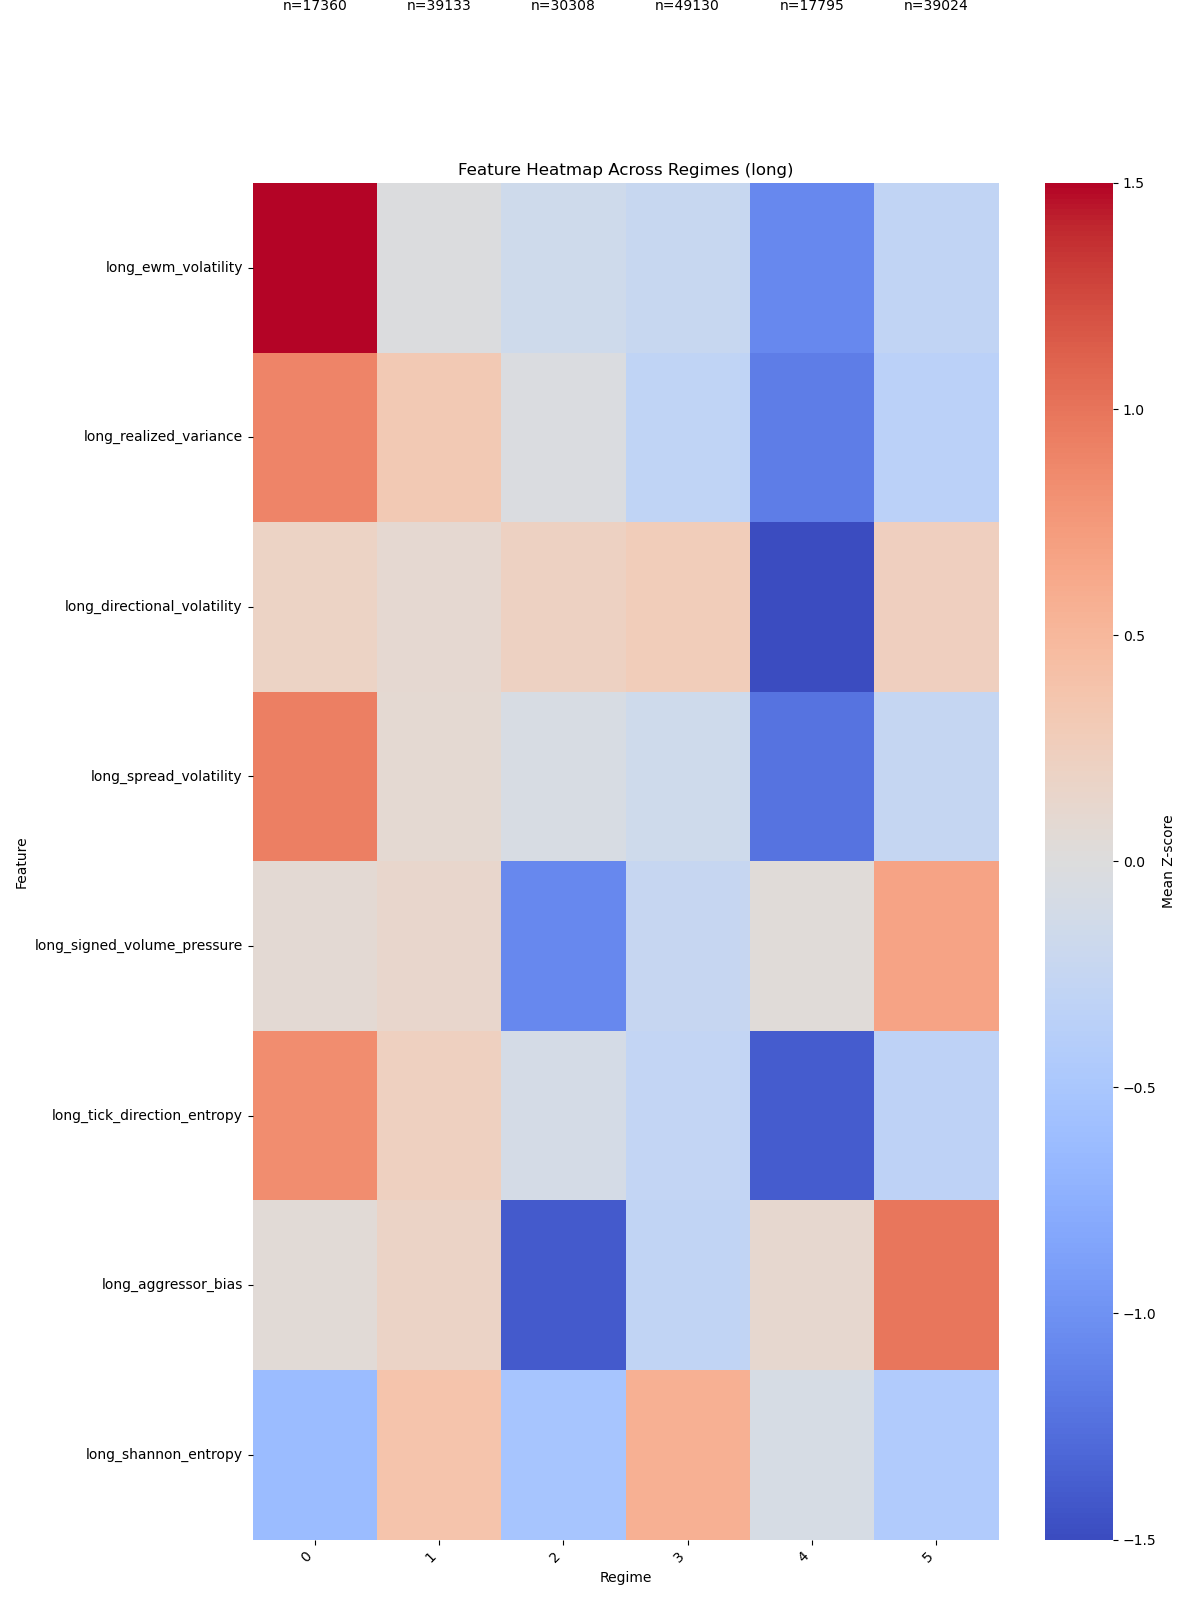 n=17360 n=39133 n=30308 n=49130 n=17795 n=39024
Feature Heatmap Across Regimes (long)
long_ewm_volatility
long_realized_variance
long_directional_volatility
long_spread_volatility
long_signed_volume_pressure
long_tick_direction_entropy
long_aggressor_bias
long_shannon_entropy
Feature
0 1 2 3 4 5
Regime
1.5
1.0
0.5
0.0
−0.5
−1.0
−1.5
Mean Z-score